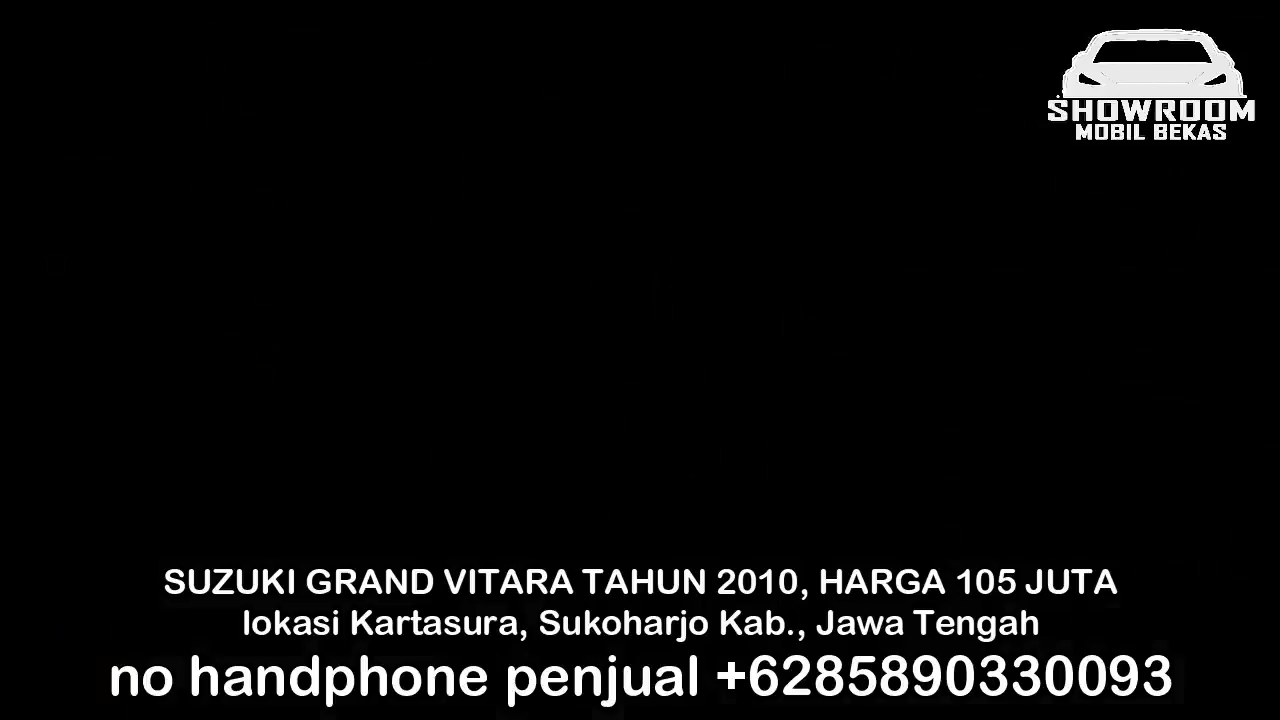 SHOWROOM
MOBIL BEKAS
SUZUKI GRAND VITARA TAHUN 2010, HARGA 105 JUTA
lokasi Kartasura, Sukoharjo Kab., Jawa Tengah
no handphone penjual +6285890330093